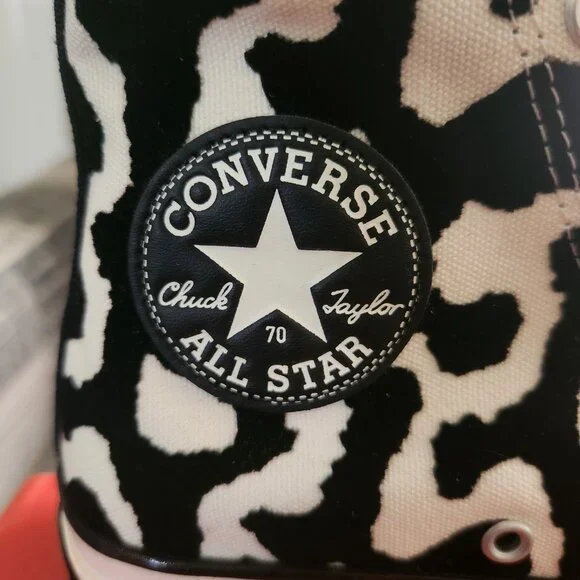 CONVERSE
Chuck Taylor
70
ALL STAR